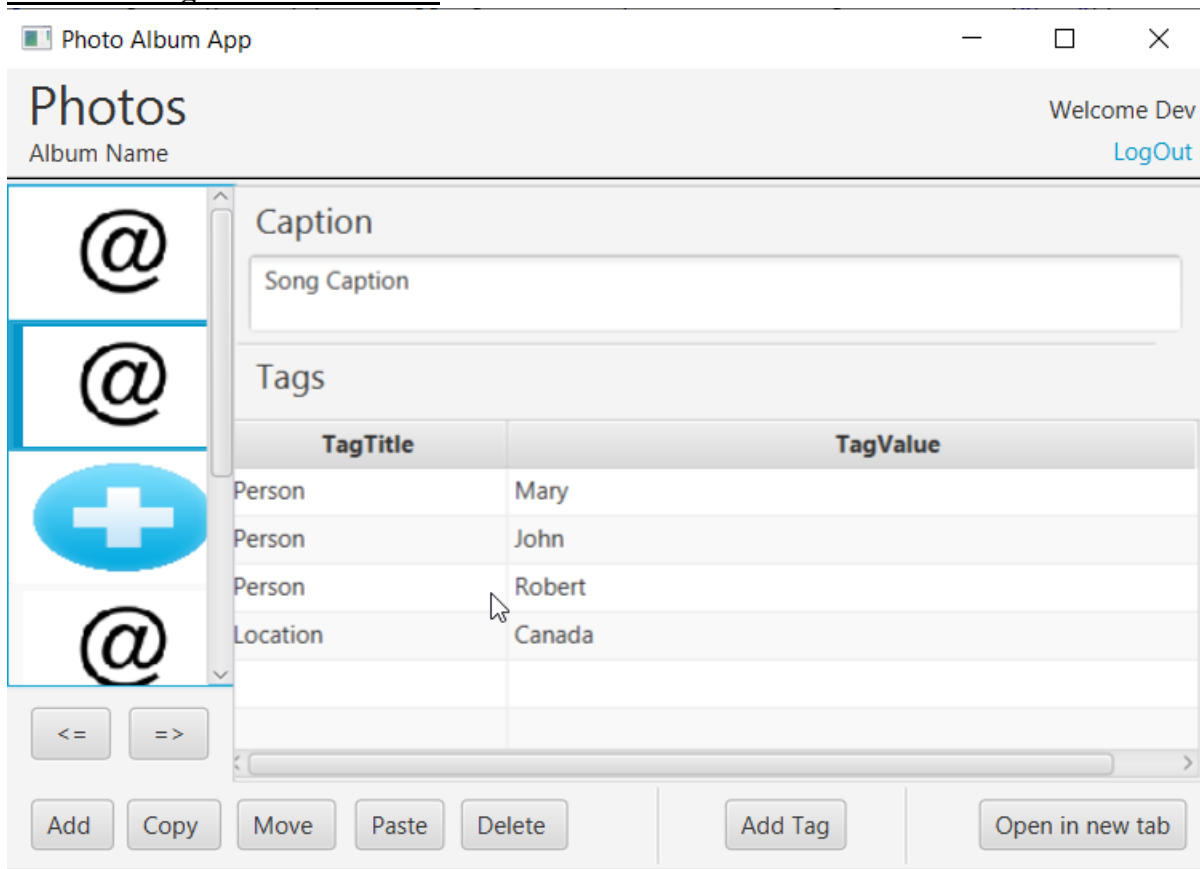 Photo Album App
Photos
Welcome Dev
Album Name
LogOut
@
@
@
Caption
Song Caption
Tags
TagTitle TagValue
Person Mary
Person John
Person Robert
Location Canada
<= =>
Add Copy Move Paste Delete Add Tag Open in new tab